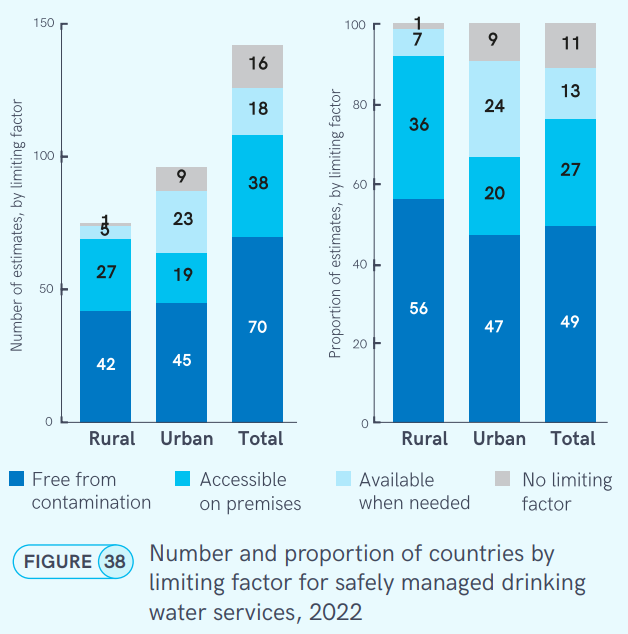 Number of estimates, by limiting factor
150
100
50
0
1
5
27
42
9
23
19
45
16
18
38
70
Rural Urban Total
Proportion of estimates, by limiting factor
100
80
60
40
20
0
1
7
36
56
9
24
20
47
11
13
27
49
Rural Urban Total
Free from
contamination
Accessible
on premises
Available
when needed
No limiting
factor
FIGURE 38
Number and proportion of countries by
limiting factor for safely managed drinking
water services, 2022